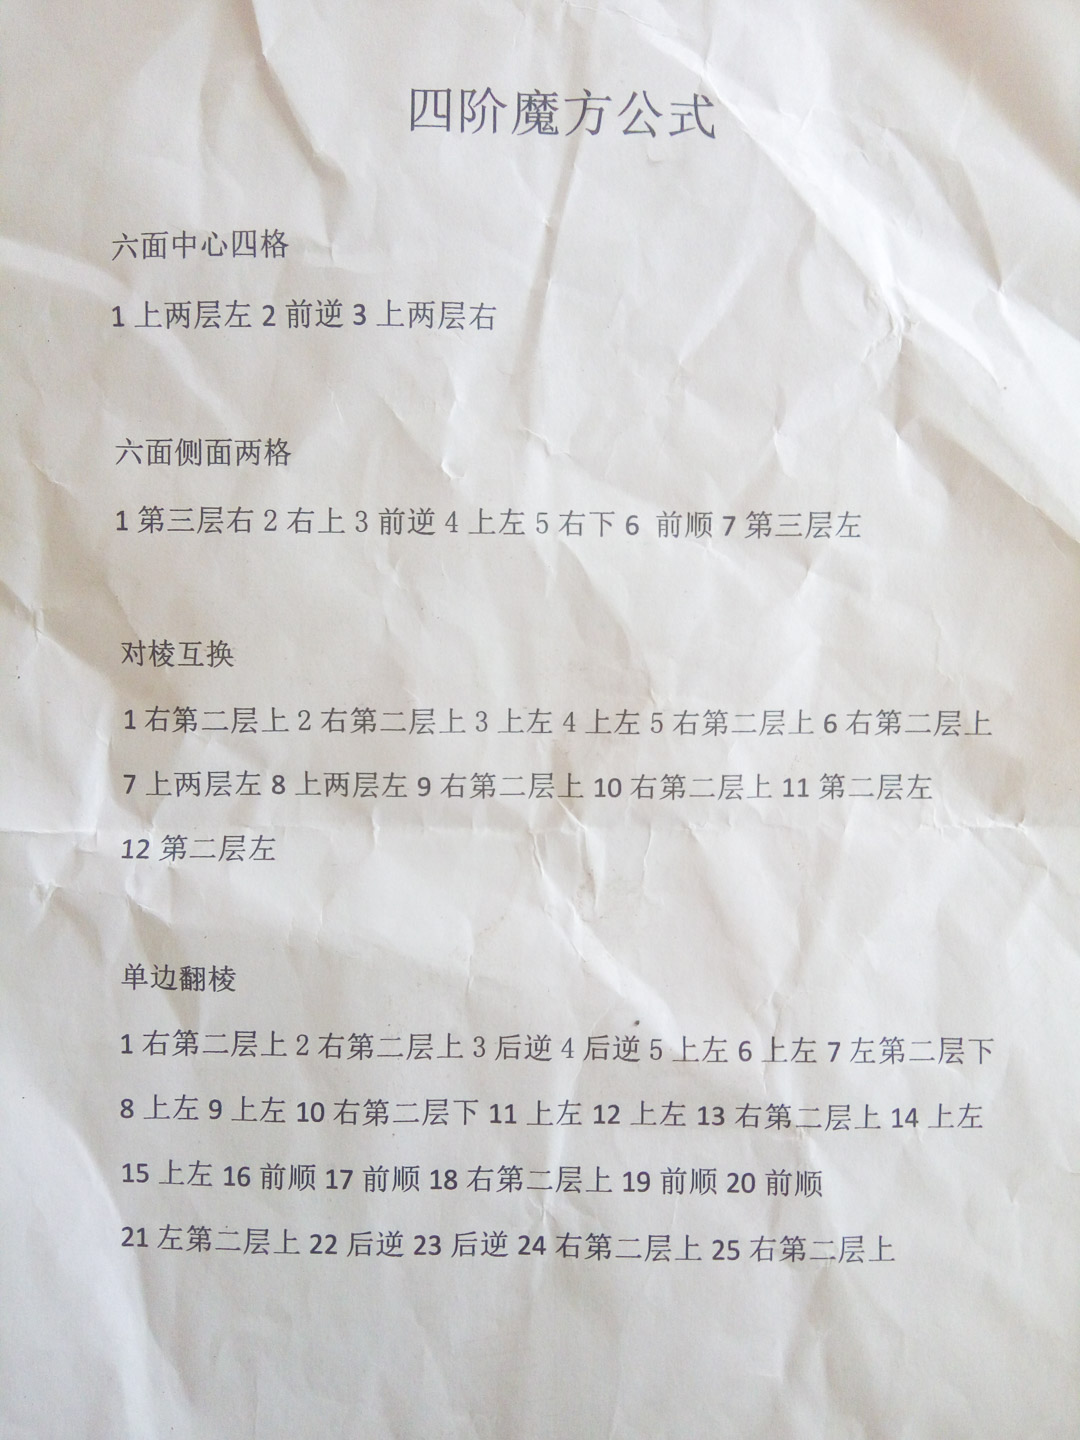 四阶魔方公式
六面中心四格
1 上两层左 2 前逆 3 上两层右
六面侧面两格
1 第三层右 2 右上 3 前逆 4 上左 5 右下 6 前顺 7 第三层左
对棱互换
1 右第二层上 2 右第二层上 3 上左 4 上左 5 右第二层上 6 右第二层上
7 上两层左 8 上两层左 9 右第二层上 10 右第二层上 11 第二层左
12 第二层左
单边翻棱
1 右第二层上 2 右第二层上 3 后逆 4 后逆 5 上左 6 上左 7 左第二层下
8 上左 9 上左 10 右第二层下 11 上左 12 上左 13 右第二层上 14 上左
15 上左 16 前顺 17 前顺 18 右第二层上 19 前顺 20 前顺
21 左第二层上 22 后逆 23 后逆 24 右第二层上 25 右第二层上